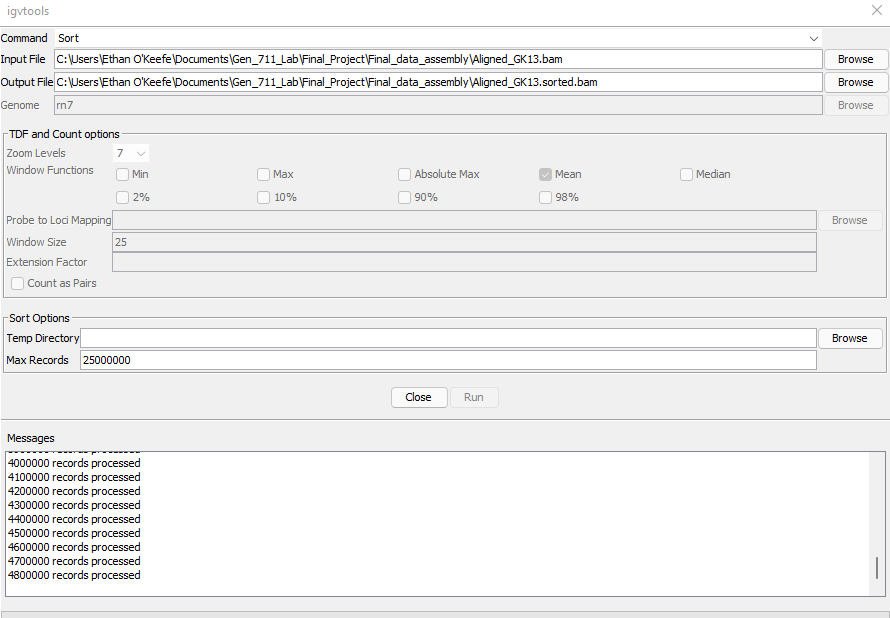 igvtools
Command Sort
Input File C:\Users\Ethan O'Keefe\Documents\Gen_711_Lab\Final_Project\Final_data_assembly\Aligned_GK13.bam Browse
Output File C:\Users\Ethan O'Keefe\Documents\Gen_711_Lab\Final_Project\Final_data_assembly\Aligned_GK13.sorted.bam Browse
Genome rn7 Browse
TDF and Count options
Zoom Levels 7
Window Functions Min Max Absolute Max Mean Median
2% 10% 90% 98%
Probe to Loci Mapping Browse
Window Size 25
Extension Factor
Count as Pairs
Sort Options
Temp Directory Browse
Max Records 25000000
Close Run
Messages
records processed
4000000 records processed
4100000 records processed
4200000 records processed
4300000 records processed
4400000 records processed
4500000 records processed
4600000 records processed
4700000 records processed
4800000 records processed